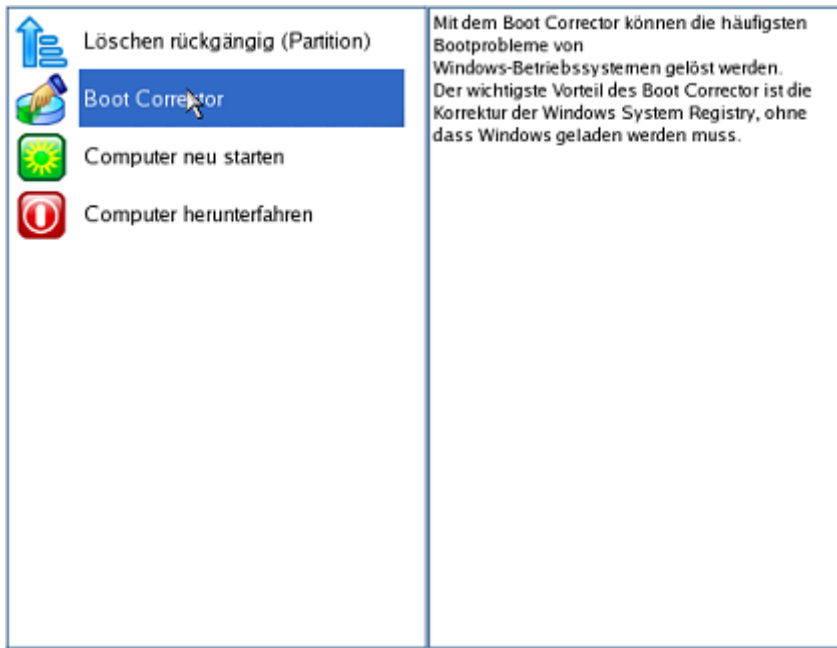 Löschen rückgängig (Partition)
Boot Corrector
Computer neu starten
Computer herunterfahren
Mit dem Boot Corrector können die häufigsten
Bootprobleme von
Windows-Betriebssystemen gelöst werden.
Der wichtigste Vorteil des Boot Corrector ist die
Korrektur der Windows System Registry, ohne
dass Windows geladen werden muss.